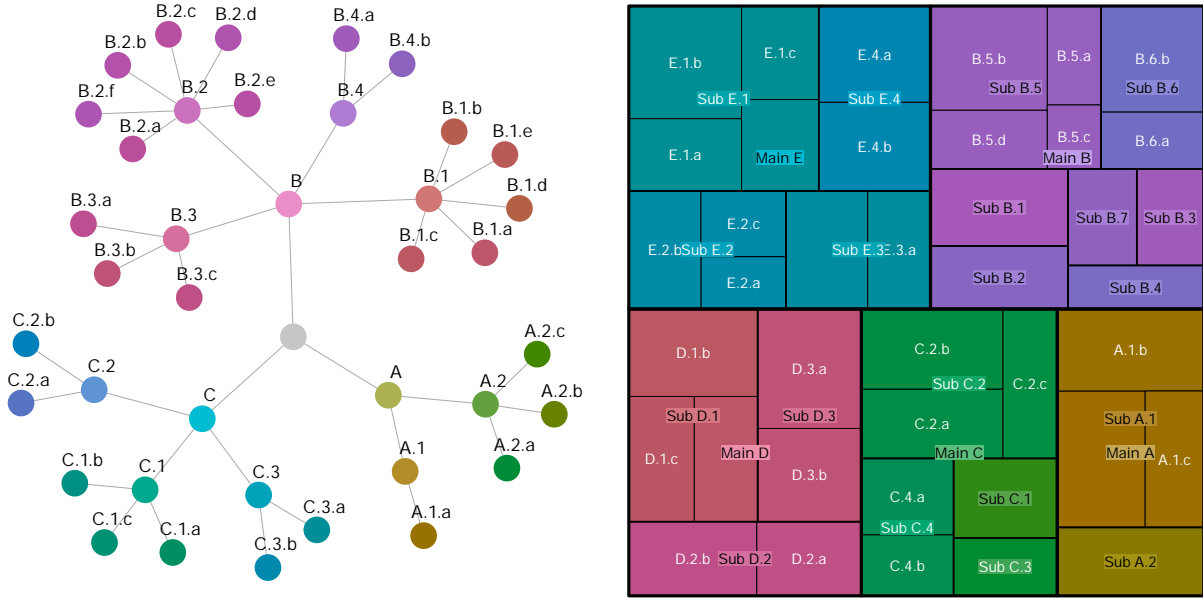 B.2.c
B.2.d
B.4.a
B.2.b
B.4.b
B.2.e
B.2
B.2.f
B.4
B.2.a
B.1.b
B.1.e
B
B.1
B.1.d
B.3.a
B.3
B.3.b
B.1.c
B.1.a
B.3.c
C.2.b
A.2.c
C.2
A
C.2.a
A.2
A.2.b
C
A.2.a
C.1.b
C.1
C.3
A.1
C.1.c
C.1.a
C.3.a
A.1.a
C.3.b
E.1.b
E.1.c
E.4.a
Sub E.1
Sub E.4
E.1.a
Main E
E.4.b
E.2.b
Sub E.2
E.2.c
E.2.a
Sub E.3
E.3.a
B.5.b
B.5.a
B.6.b
Sub B.5
Sub B.6
B.5.d
B.5.c
B.6.a
Main B
Sub B.1
Sub B.7
Sub B.3
Sub B.2
Sub B.4
D.1.b
D.3.a
Sub D.1
Sub D.3
D.1.c
Main D
D.3.b
D.2.b
Sub D.2
D.2.a
C.2.b
Sub C.2
C.2.c
C.2.a
Main C
C.4.a
Sub C.1
Sub C.4
C.4.b
Sub C.3
A.1.b
Sub A.1
Main A
A.1.c
Sub A.2